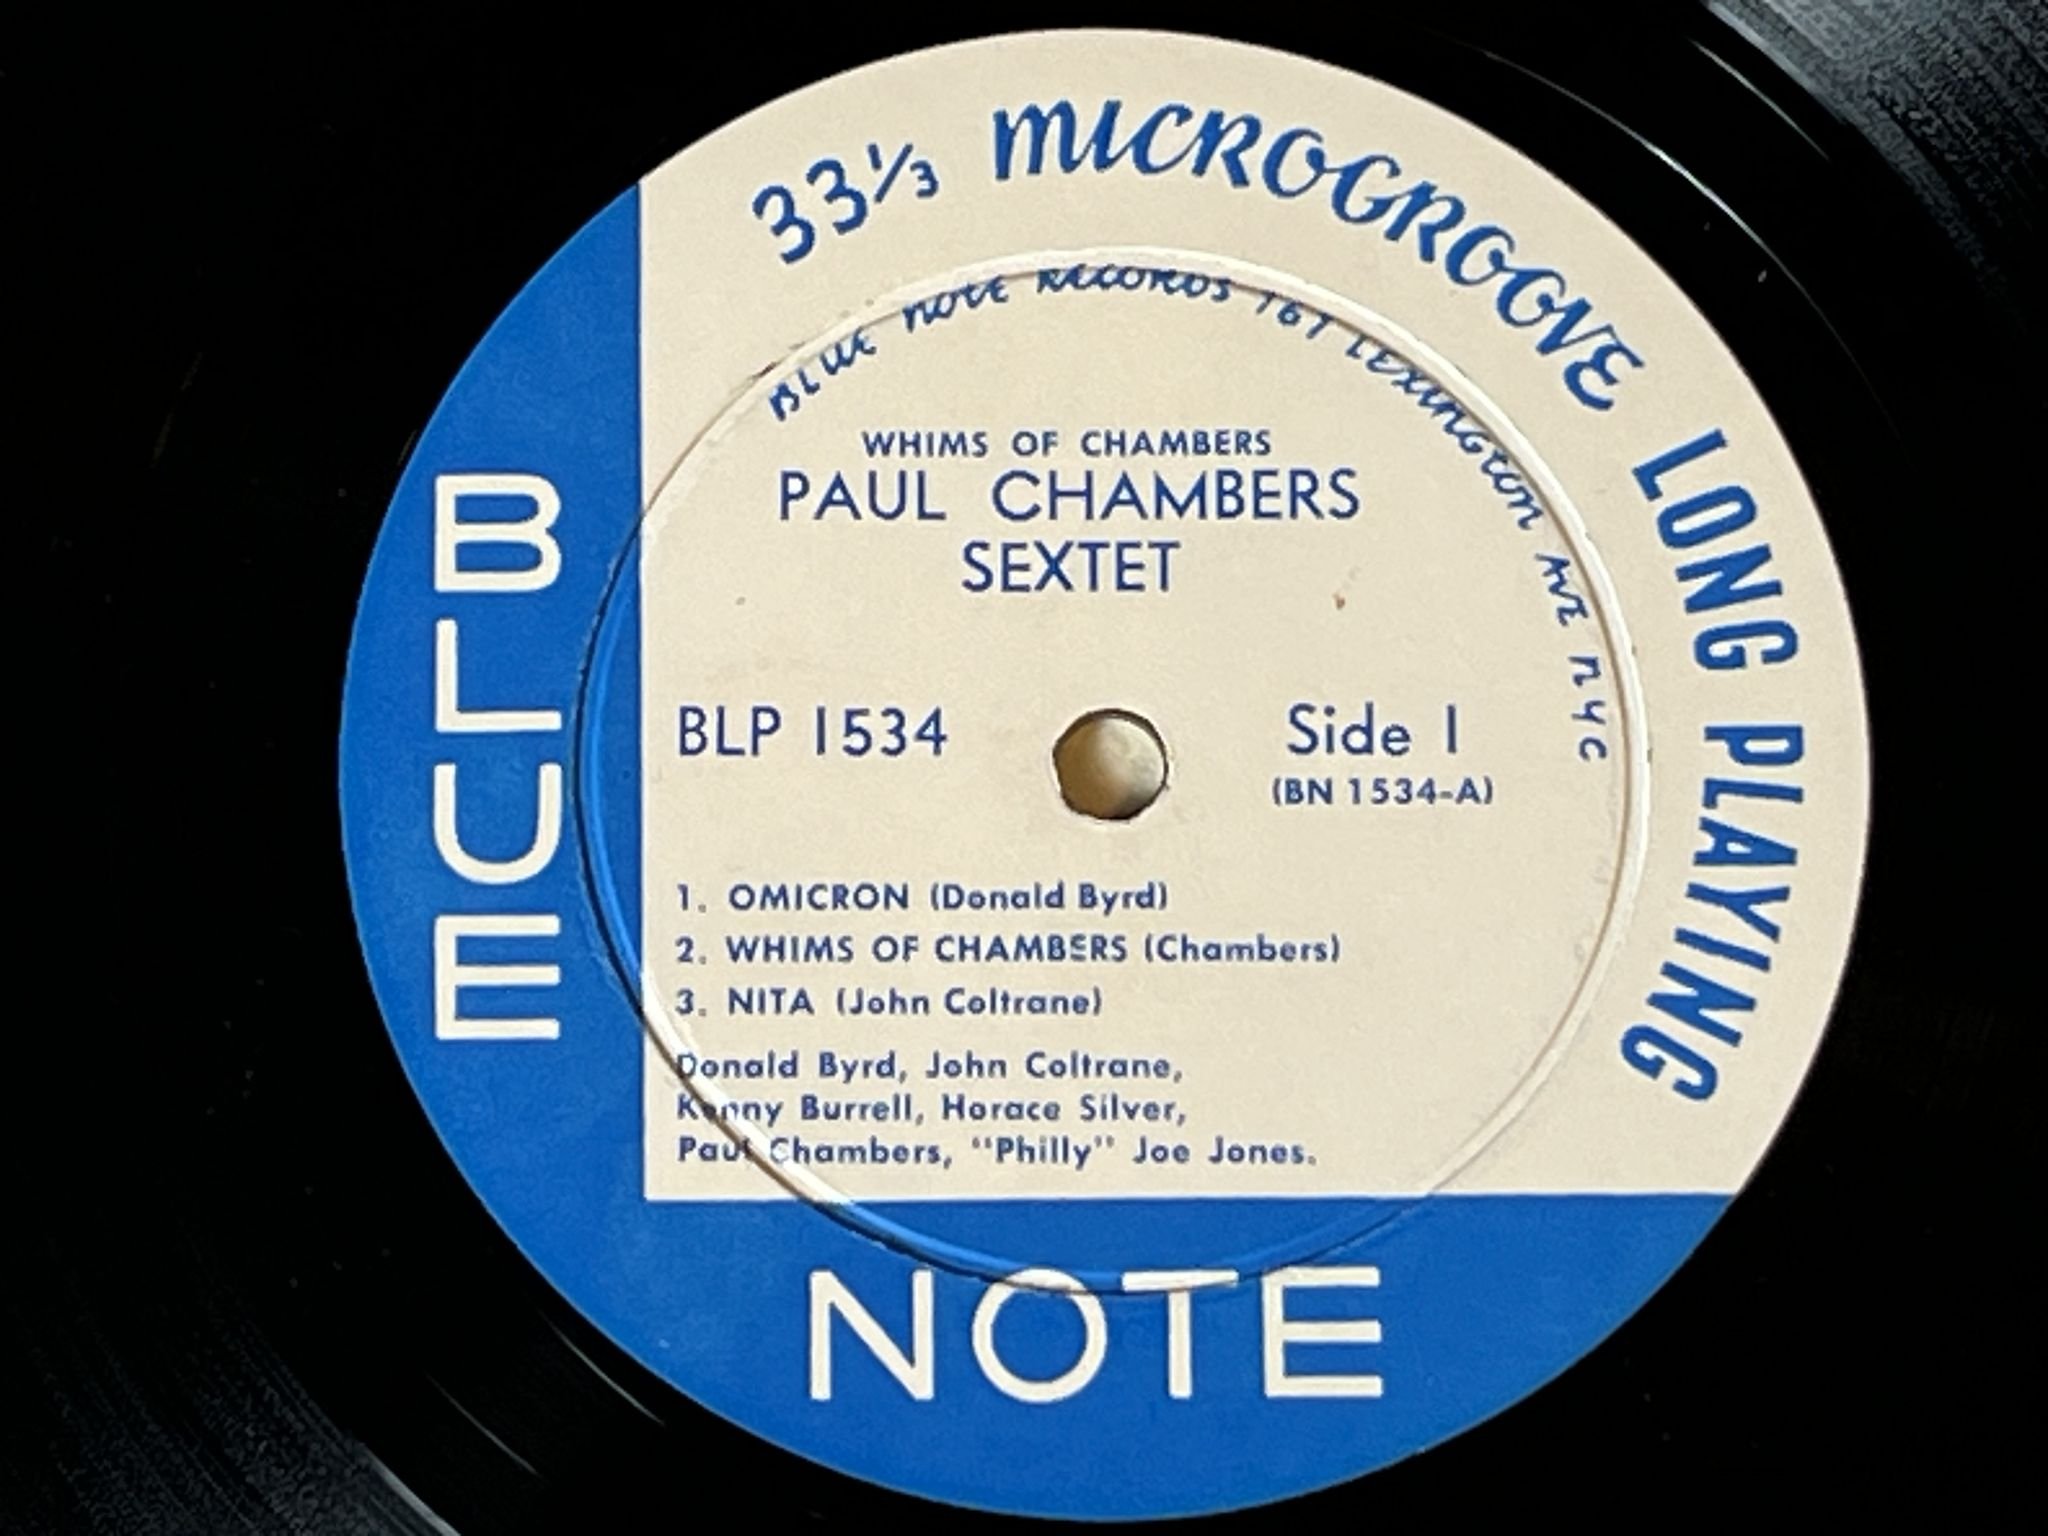 33⅓ MICROGROOVE LONG PLAYING
BLUE NOTE RECORDS 767 LEXINGTON AVE NYC
WHIMS OF CHAMBERS
PAUL CHAMBERS
SEXTET
BLP 1534
Side 1
(BN 1534-A)
1. OMICRON (Donald Byrd)
2. WHIMS OF CHAMBERS (Chambers)
3. NITA (John Coltrane)
Donald Byrd, John Coltrane,
Kenny Burrell, Horace Silver,
Paul Chambers, "Philly" Joe Jones.
BLUE
NOTE